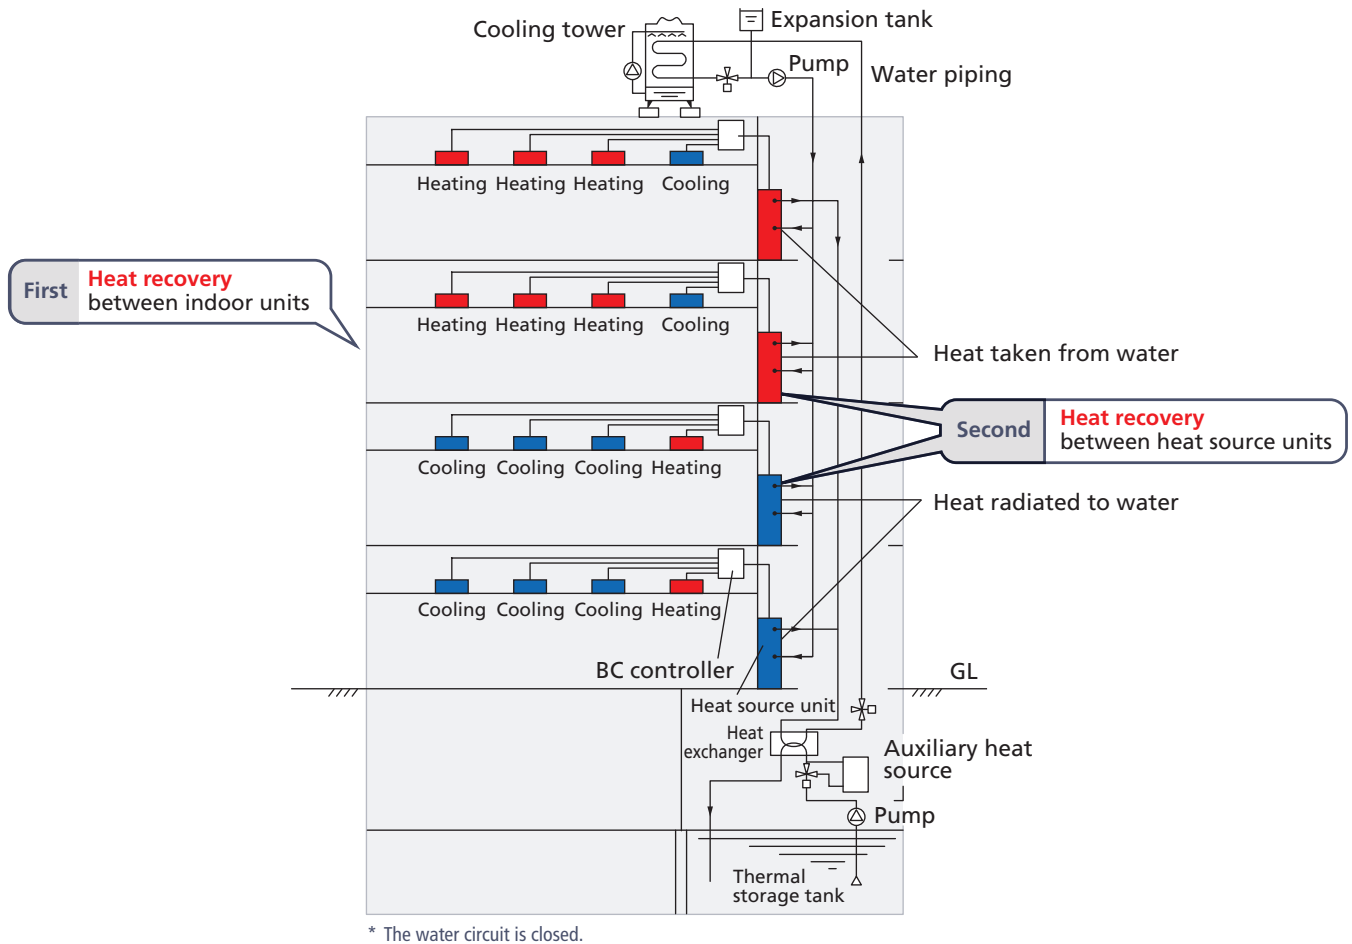 Cooling tower
Expansion tank
Pump
Water piping
Heating Heating Heating Cooling
First
Heat recovery
between indoor units
Heating Heating Heating Cooling
Heat taken from water
Second
Heat recovery
between heat source units
Cooling Cooling Cooling Heating
Heat radiated to water
Cooling Cooling Cooling Heating
BC controller
GL
Heat source unit
Heat
exchanger
Auxiliary heat
source
Pump
Thermal
storage tank
* The water circuit is closed.